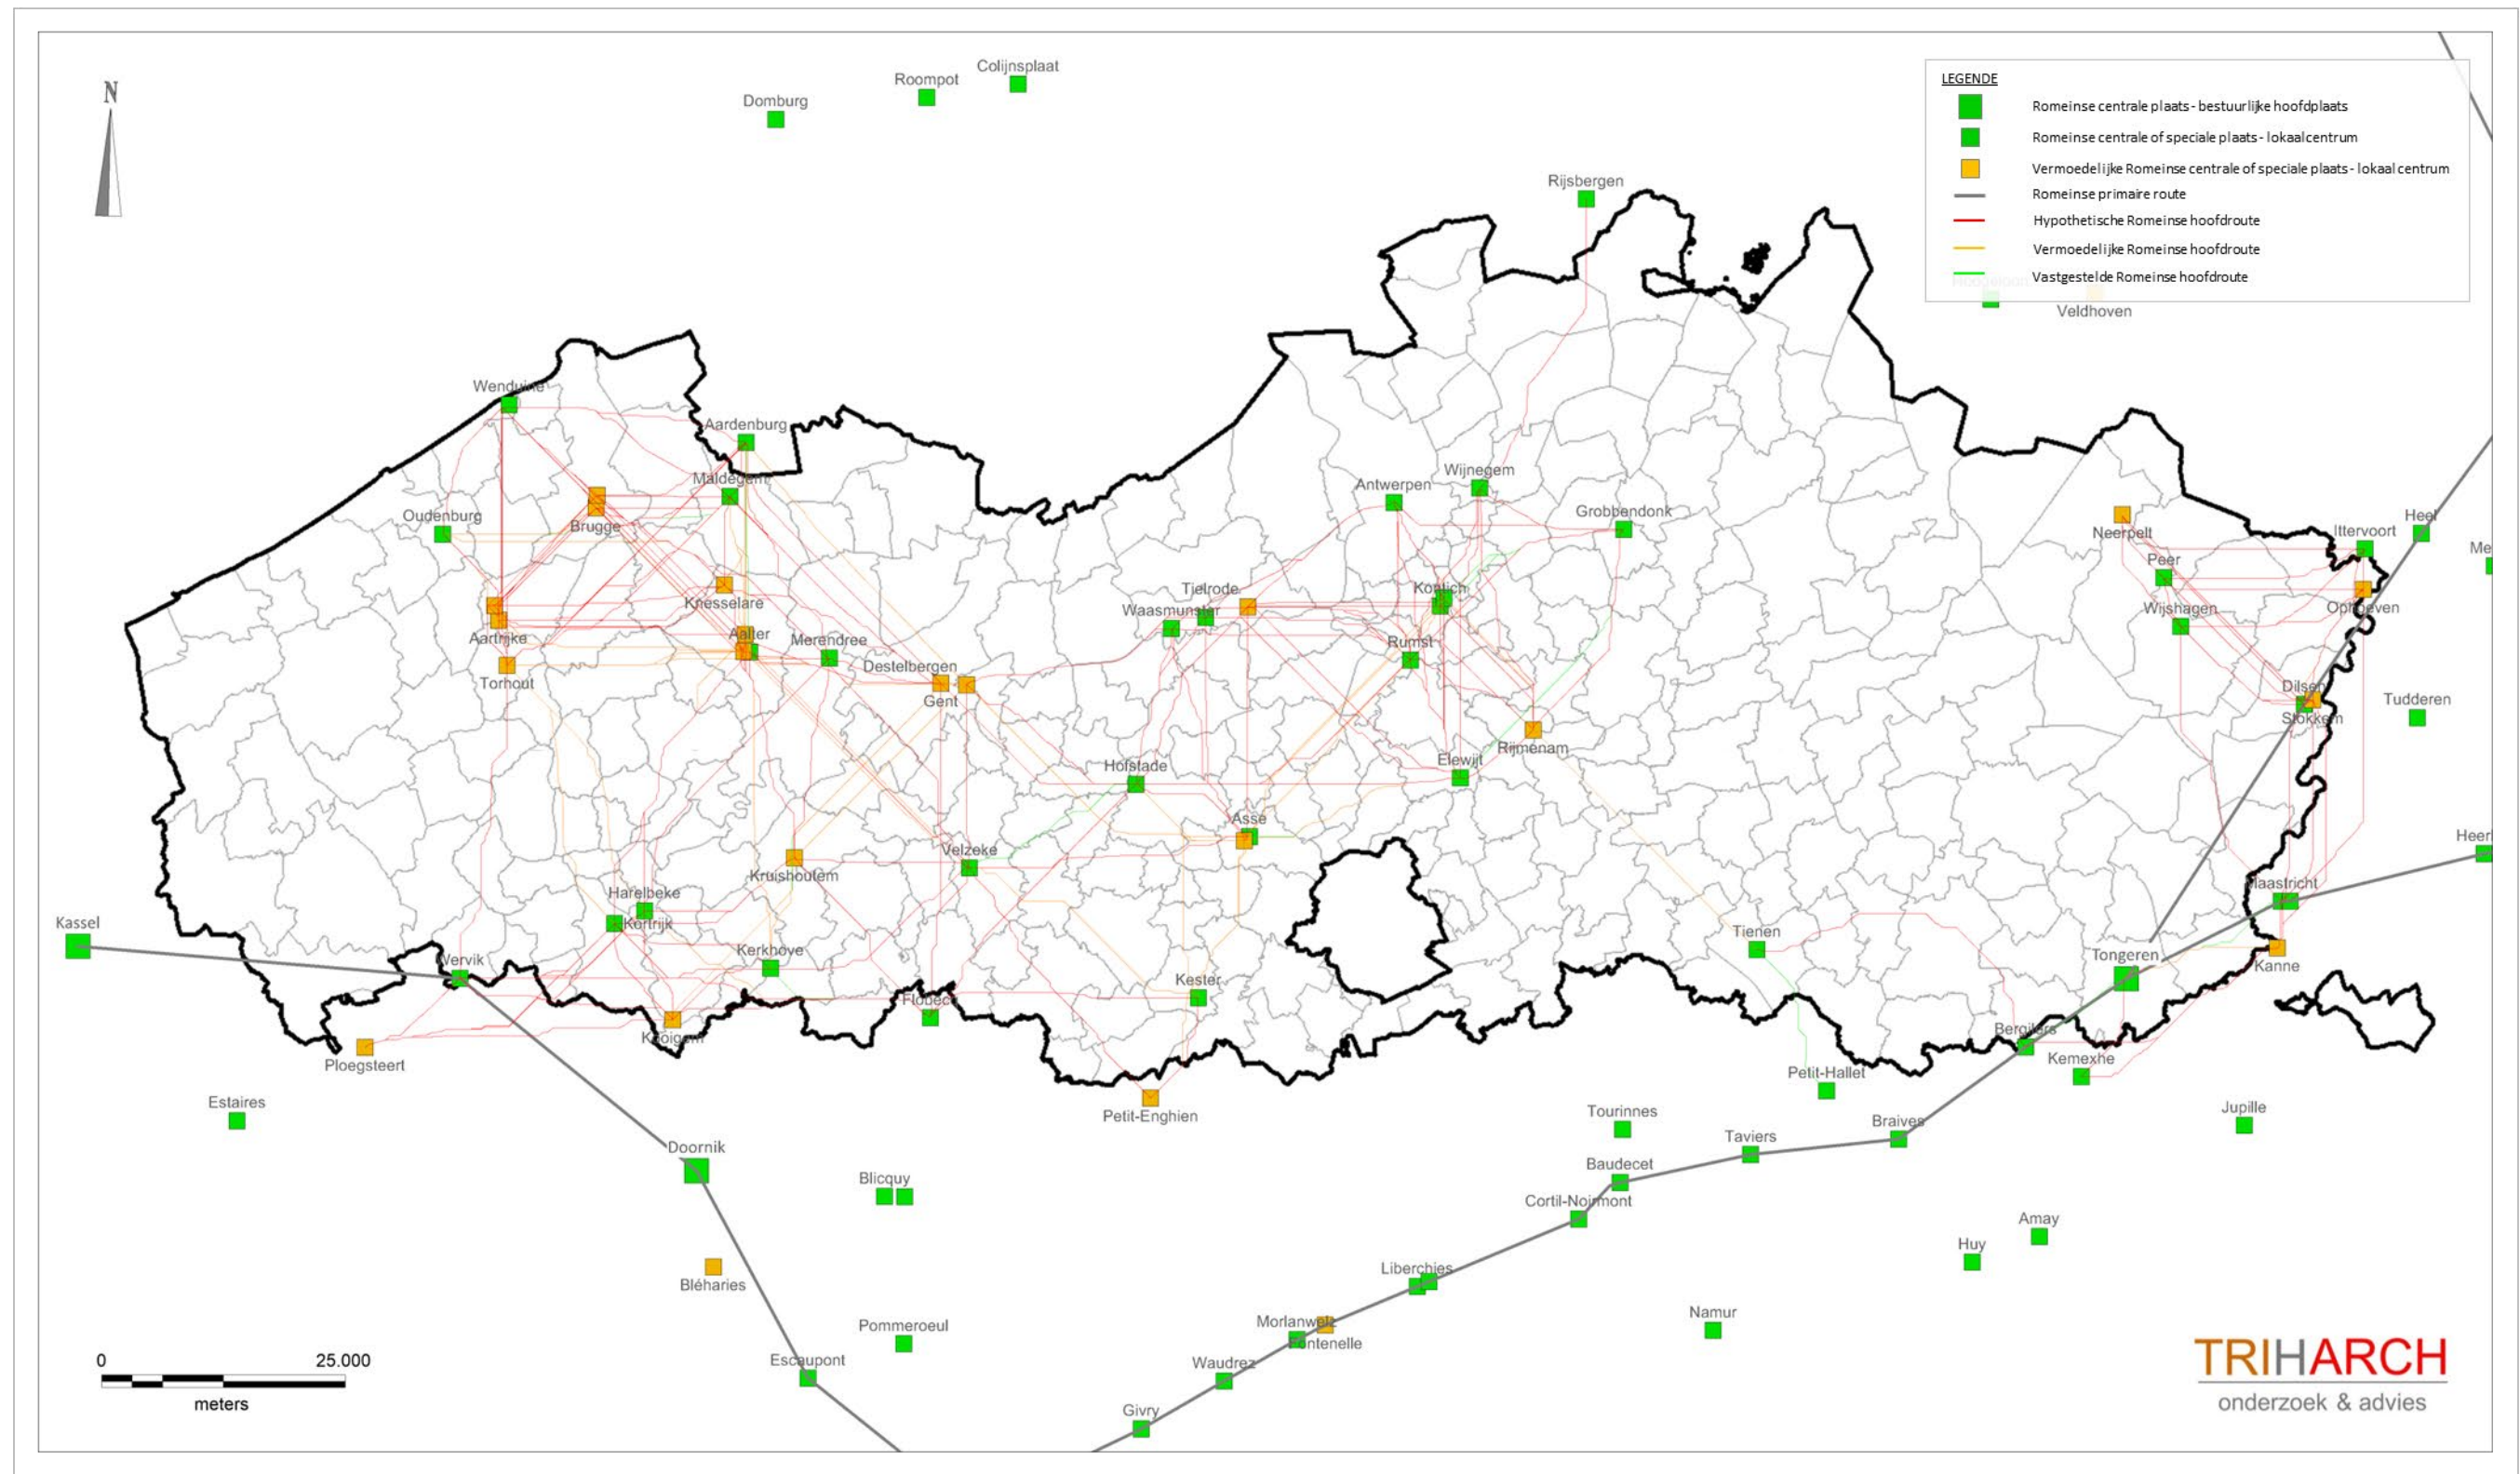 Colijnsplaat
Roompot
Domburg
N
LEGENDE
Romeinse centrale plaats - bestuurlijke hoofdplaats
Romeinse centrale of speciale plaats - lokaal centrum
Vermoedelijke Romeinse centrale of speciale plaats - lokaal centrum
Romeinse primaire route
Hypothetische Romeinse hoofdroute
Vermoedelijke Romeinse hoofdroute
Vastgestelde Romeinse hoofdroute
Rijsbergen
Veldhoven
Wenduine
Aardenburg
Maldegem
Wijnegem
Antwerpen
Grobbendonk
Oudenburg
Brugge
Neerpelt
Ittervoort
Heel
Me
Peer
Knesselare
Tielrode
Kontich
Waasmunster
Wijshagen
Ophoven
Aartrijke
Aalter
Merendree
Rumst
Destelbergen
Torhout
Gent
Dilsen
Stokkem
Tudderen
Rijmenam
Hofstade
Elewijt
Asse
Velzeke
Heerl
Kruishoutem
Harelbeke
Kortrijk
Maastricht
Kassel
Tienen
Kerkhove
Wervik
Tongeren
Kanne
Kester
Flobecq
Kooigem
Bergilers
Kemexhe
Ploegsteert
Petit-Hallet
Estaires
Petit-Enghien
Tourinnes
Jupille
Braives
Taviers
Doornik
Baudecet
Blicquy
Cortil-Noirmont
Amay
Huy
Liberchies
Bléharies
Namur
Morlanwelz
Fontenelle
Pommeroeul
Escaupont
Waudrez
Givry
0 25.000
meters
TRIHARCH
onderzoek & advies